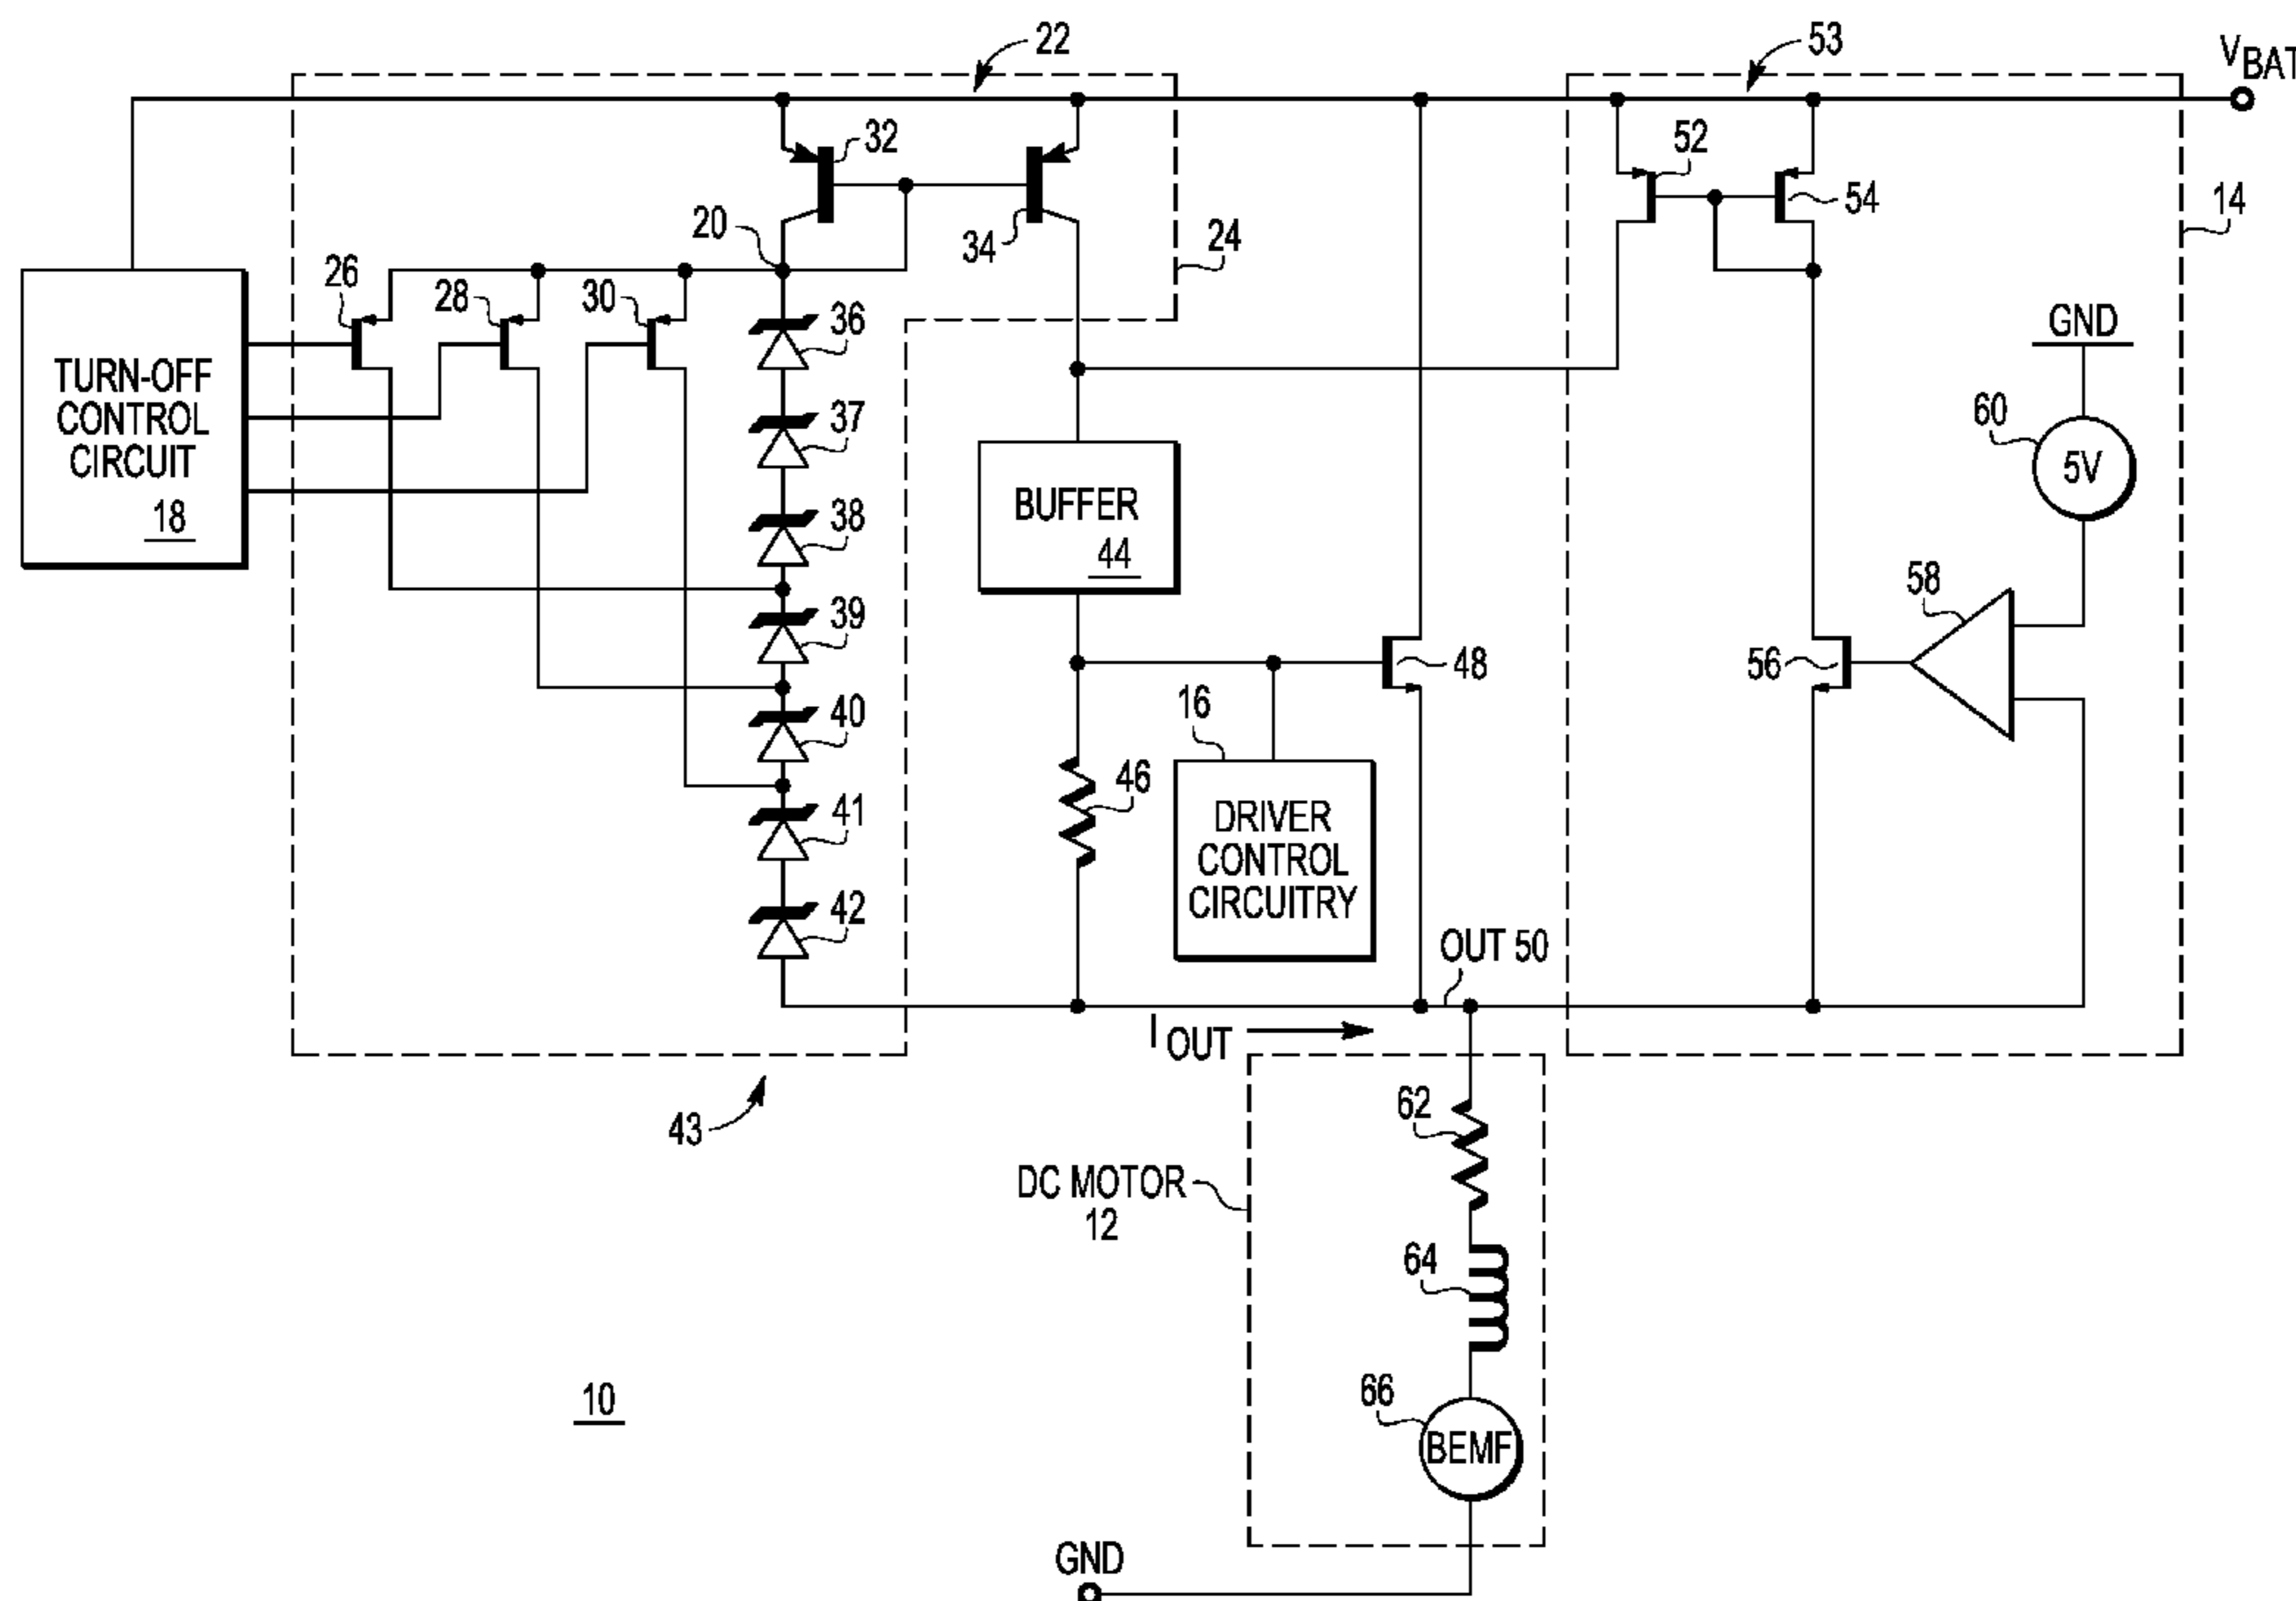 22
53
V BAT
32
52
54
14
20
34
24
26
28
30
36
GND
TURN-OFF
CONTROL
CIRCUIT
18
37
60
5V
BUFFER
44
38
58
39
48
56
40
16
46
41
DRIVER
CONTROL
CIRCUITRY
42
OUT 50
I OUT
43
62
DC MOTOR
12
64
66
BEMF
10
GND